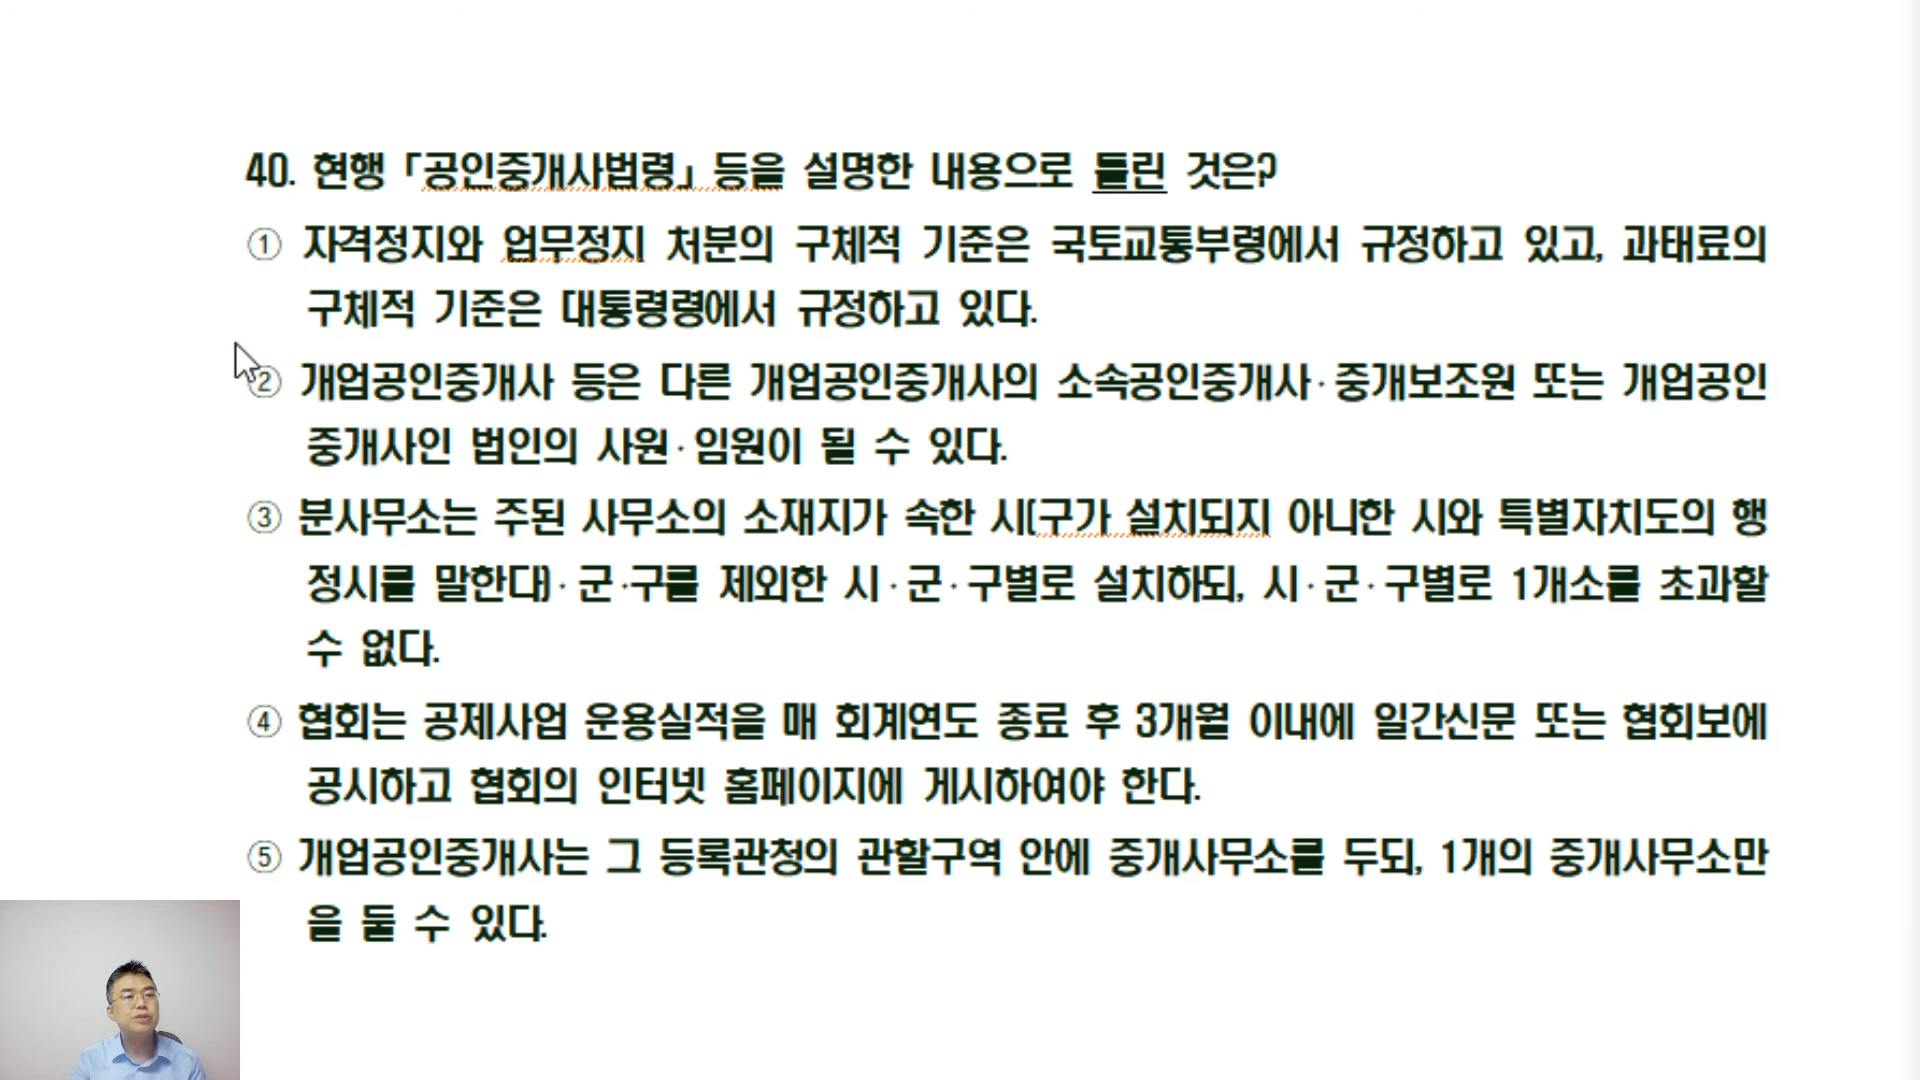 40. 현행 「공인중개사법령」 등을 설명한 내용으로 틀린 것은?
① 자격정지와 업무정지 처분의 구체적 기준은 국토교통부령에서 규정하고 있고, 과태료의
구체적 기준은 대통령령에서 규정하고 있다.
② 개업공인중개사 등은 다른 개업공인중개사의 소속공인중개사·중개보조원 또는 개업공인
중개사인 법인의 사원·임원이 될 수 있다.
③ 분사무소는 주된 사무소의 소재지가 속한 시(구가 설치되지 아니한 시와 특별자치도의 행
정시를 말한다)·군·구를 제외한 시·군·구별로 설치하되, 시·군·구별로 1개소를 초과할
수 없다.
④ 협회는 공제사업 운용실적을 매 회계연도 종료 후 3개월 이내에 일간신문 또는 협회보에
공시하고 협회의 인터넷 홈페이지에 게시하여야 한다.
⑤ 개업공인중개사는 그 등록관청의 관할구역 안에 중개사무소를 두되, 1개의 중개사무소만
을 둘 수 있다.